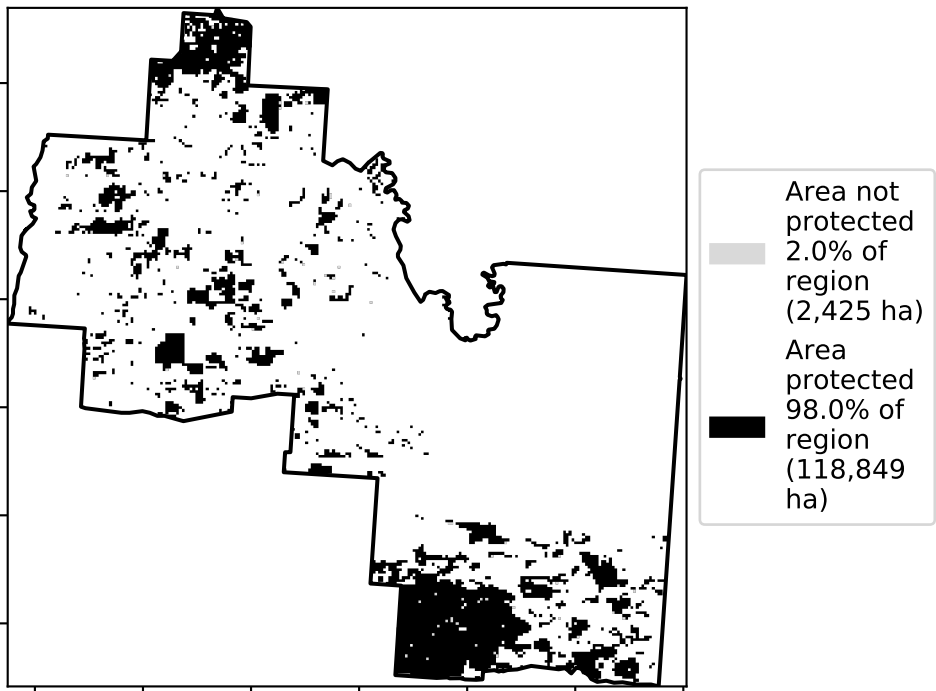 Area not
protected
2.0% of
region
(2,425 ha)
Area
protected
98.0% of
region
(118,849
ha)